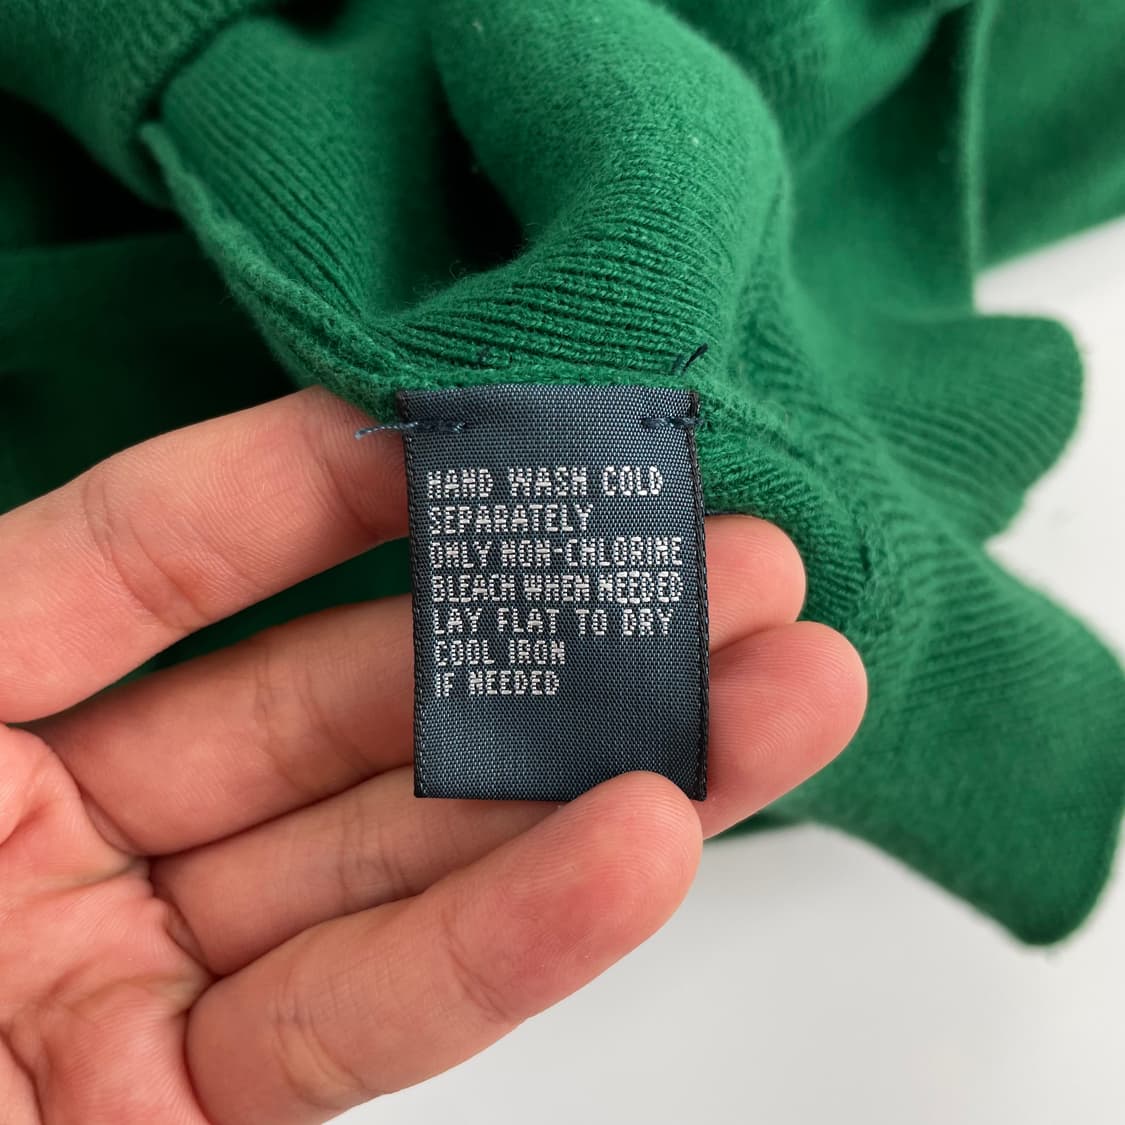 HAND WASH COLD
SEPARATELY
ONLY NON-CHLORINE
BLEACH WHEN NEEDED
LAY FLAT TO DRY
COOL IRON
IF NEEDED